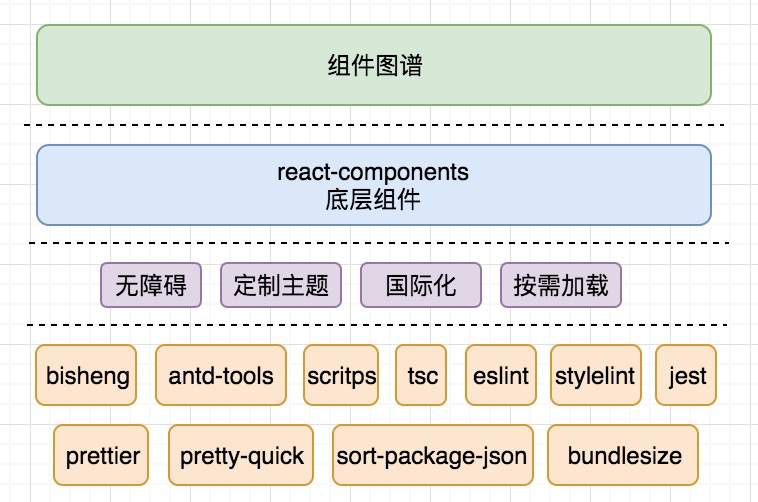 组件图谱
react-components
底层组件
无障碍 定制主题 国际化 按需加载
bisheng antd-tools scritps tsc eslint stylelint jest
prettier pretty-quick sort-package-json bundlesize